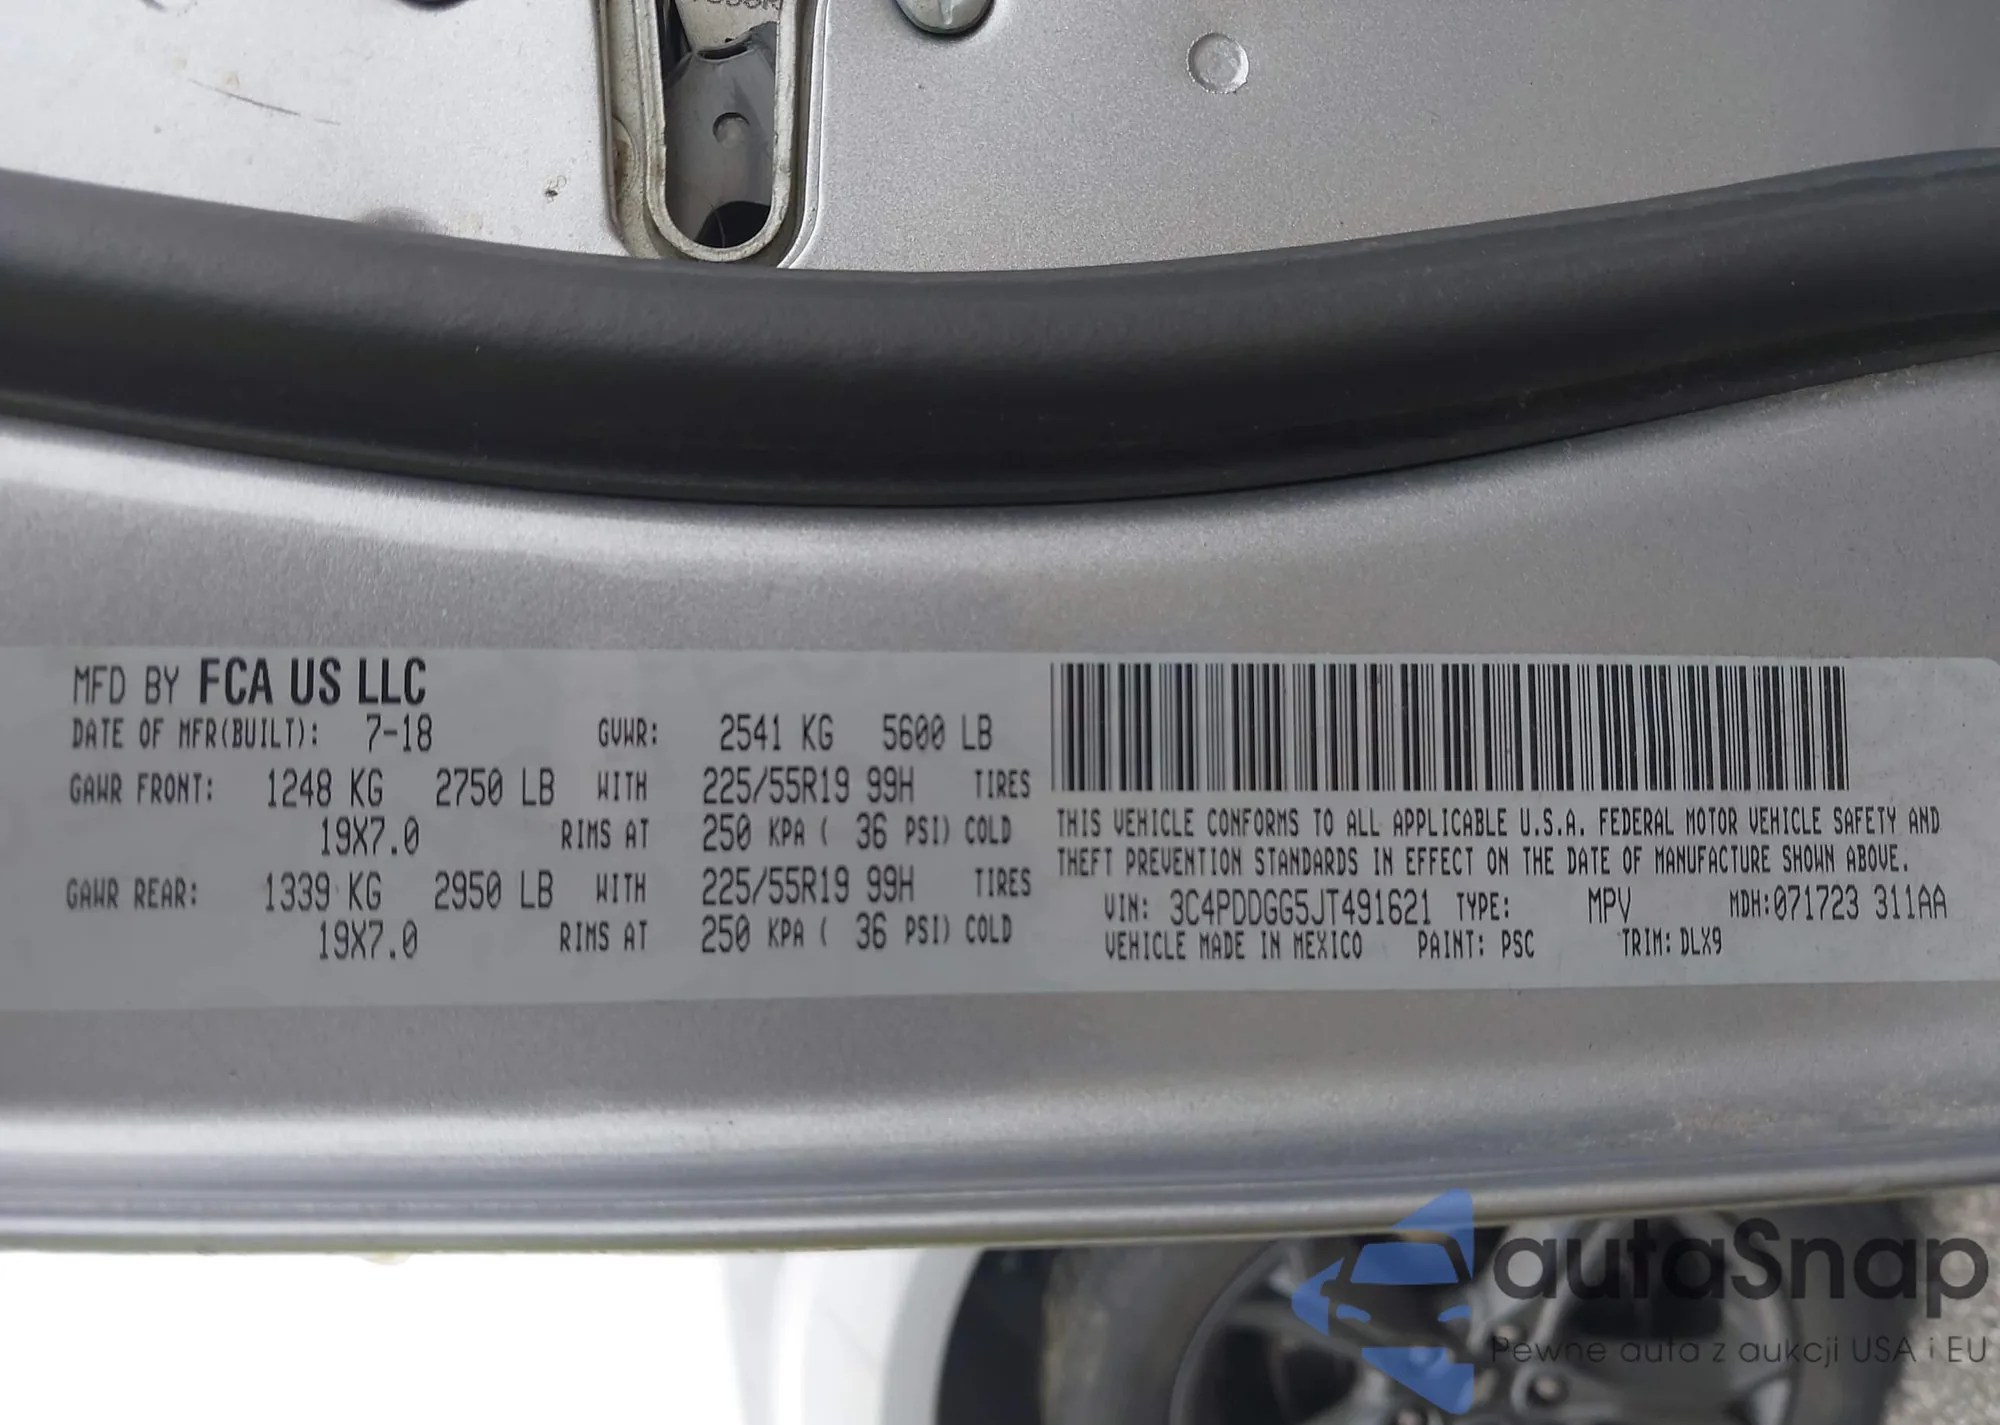 MFD BY FCA US LLC
DATE OF MFR(BUILT): 7-18 GVWR: 2541 KG 5600 LB
GAWR FRONT: 1248 KG 2750 LB WITH 225/55R19 99H TIRES
19X7.0 RIMS AT 250 KPA ( 36 PSI) COLD
GAWR REAR: 1339 KG 2950 LB WITH 225/55R19 99H TIRES
19X7.0 RIMS AT 250 KPA ( 36 PSI) COLD
THIS VEHICLE CONFORMS TO ALL APPLICABLE U.S.A. FEDERAL MOTOR VEHICLE SAFETY AND
THEFT PREVENTION STANDARDS IN EFFECT ON THE DATE OF MANUFACTURE SHOWN ABOVE.
VIN: 3C4PDDGG5JT491621 TYPE: MPV MDH:071723 311AA
VEHICLE MADE IN MEXICO PAINT: PSC TRIM: DLX9
autaSnap
Pewne auta z aukcji USA i EU